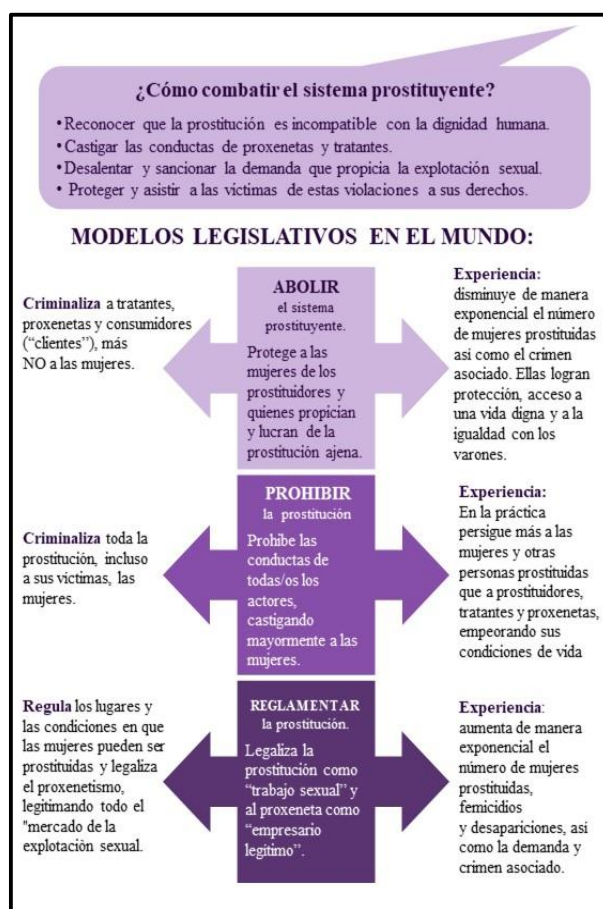 ¿Cómo combatir el sistema prostituyente?
• Reconocer que la prostitución es incompatible con la dignidad humana.
• Castigar las conductas de proxenetas y tratantes.
• Desalentar y sancionar la demanda que propicia la explotación sexual.
• Proteger y asistir a las victimas de estas violaciones a sus derechos.
MODELOS LEGISLATIVOS EN EL MUNDO:
Criminaliza a tratantes,
proxenetas y consumidores
("clientes"), más
NO a las mujeres.
ABOLIR
el sistema
prostituyente.
Protege a las
mujeres de los
prostituidores y
quienes propician
y lucran de la
prostitución ajena.
Experiencia:
disminuye de manera
exponencial el número
de mujeres prostituidas
así como el crimen
asociado. Ellas logran
protección, acceso a
una vida digna y a la
igualdad con los
varones.
Criminaliza toda la
prostitución, incluso
a sus víctimas, las
mujeres.
PROHIBIR
la prostitución
Prohibe las
conductas de
todas/os los
actores,
castigando
mayormente a las
mujeres.
Experiencia:
En la práctica
persigue más a las
mujeres y otras
personas prostituidas
que a prostituidores,
tratantes y proxenetas,
empeorando sus
condiciones de vida
Regula los lugares y
las condiciones en que
las mujeres pueden ser
prostituidas y legaliza
el proxenetismo,
legitimando todo el
"mercado de la
explotación sexual.
REGLAMENTAR
la prostitución.
Legaliza la
prostitución como
"trabajo sexual" y
al proxeneta como
"empresario
legítimo".
Experiencia:
aumenta de manera
exponencial el
número de mujeres
prostituidas,
femicidios
y desapariciones, así
como la demanda y
crimen asociado.